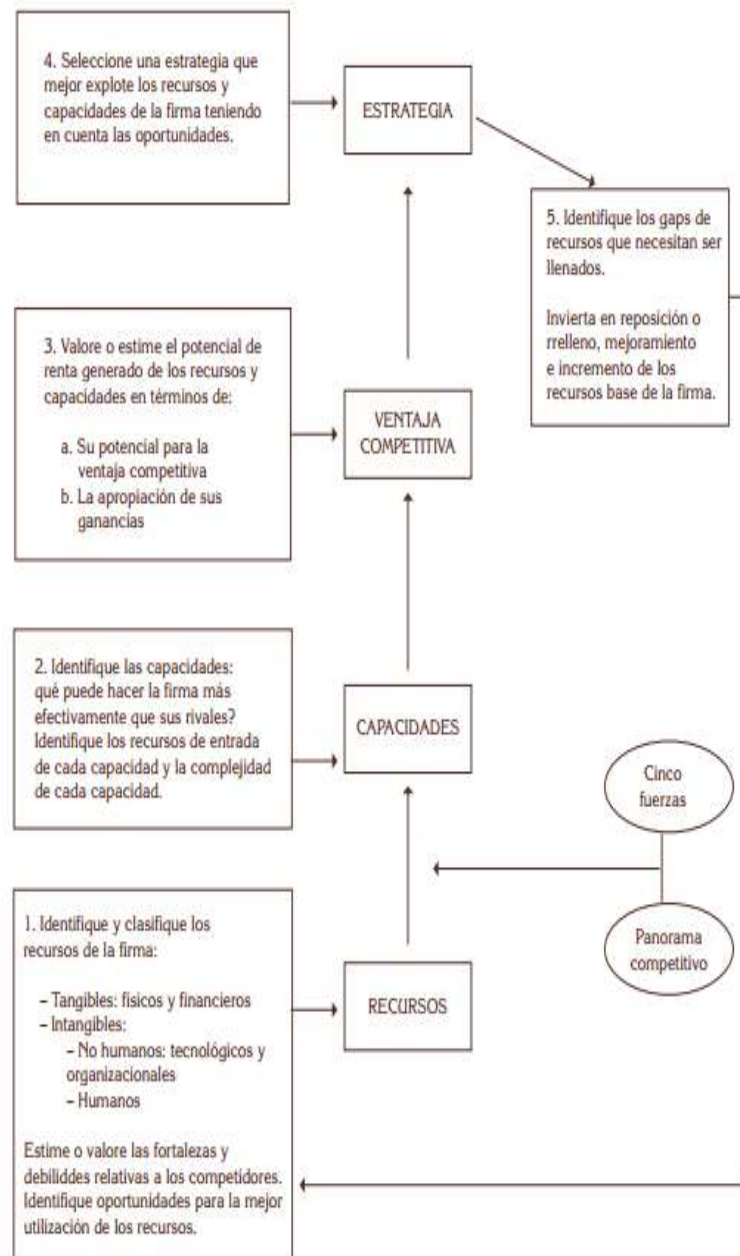 4. Seleccione una estrategia que
mejor explote los recursos y
capacidades de la firma teniendo
en cuenta las oportunidades.
ESTRATEGIA
5. Identifique los gaps de
recursos que necesitan ser
llenados.
Invierta en reposición o
rrelleno, mejoramiento
e incremento de los
recursos base de la firma.
3. Valore o estime el potencial de
renta generado de los recursos y
capacidades en términos de:
a. Su potencial para la
ventaja competitiva
b. La apropiación de sus
ganancias
VENTAJA
COMPETITIVA
2. Identifique las capacidades:
qué puede hacer la firma más
efectivamente que sus rivales?
Identifique los recursos de entrada
de cada capacidad y la complejidad
de cada capacidad.
CAPACIDADES
Cinco
fuerzas
Panorama
competitivo
1. Identifique y clasifique los
recursos de la firma:
– Tangibles: físicos y financieros
– Intangibles:
– No humanos: tecnológicos y
organizacionales
– Humanos
Estime o valore las fortalezas y
debiliddes relativas a los competidores.
Identifique oportunidades para la mejor
utilización de los recursos.
RECURSOS